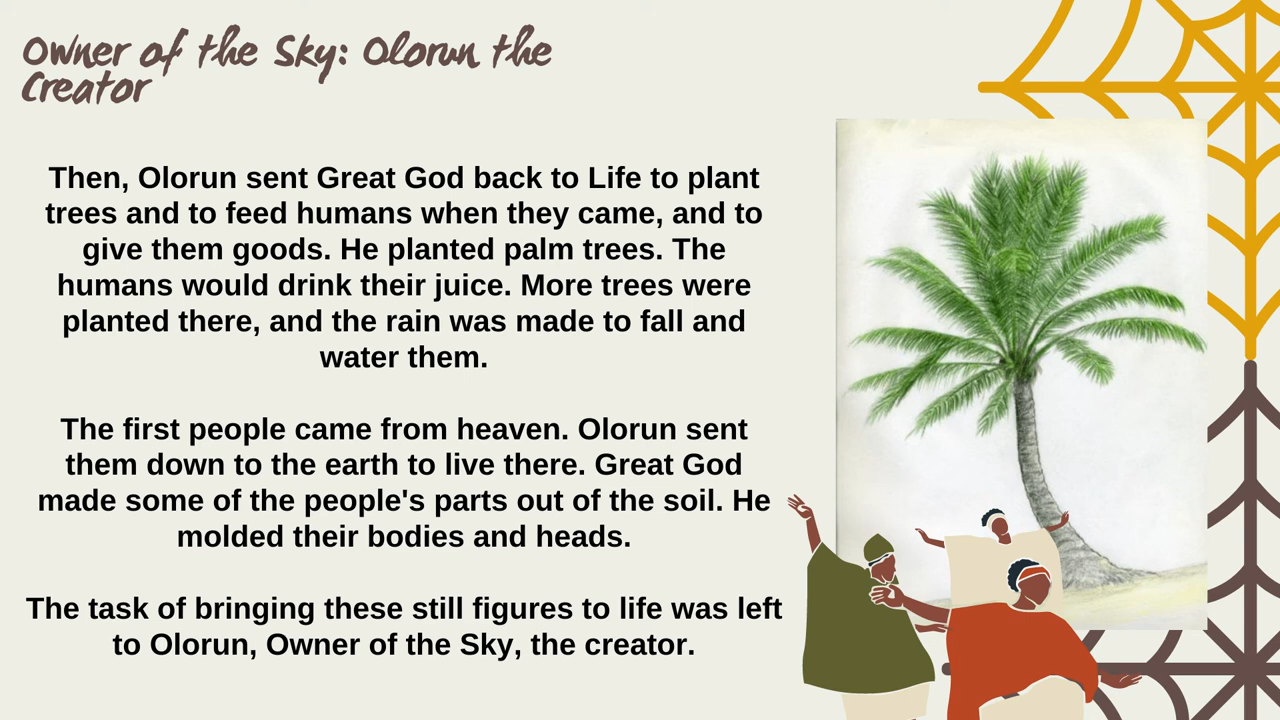 Owner of the Sky: Olorun the
Creator
Then, Olorun sent Great God back to Life to plant
trees and to feed humans when they came, and to
give them goods. He planted palm trees. The
humans would drink their juice. More trees were
planted there, and the rain was made to fall and
water them.
The first people came from heaven. Olorun sent
them down to the earth to live there. Great God
made some of the people's parts out of the soil. He
molded their bodies and heads.
The task of bringing these still figures to life was left
to Olorun, Owner of the Sky, the creator.